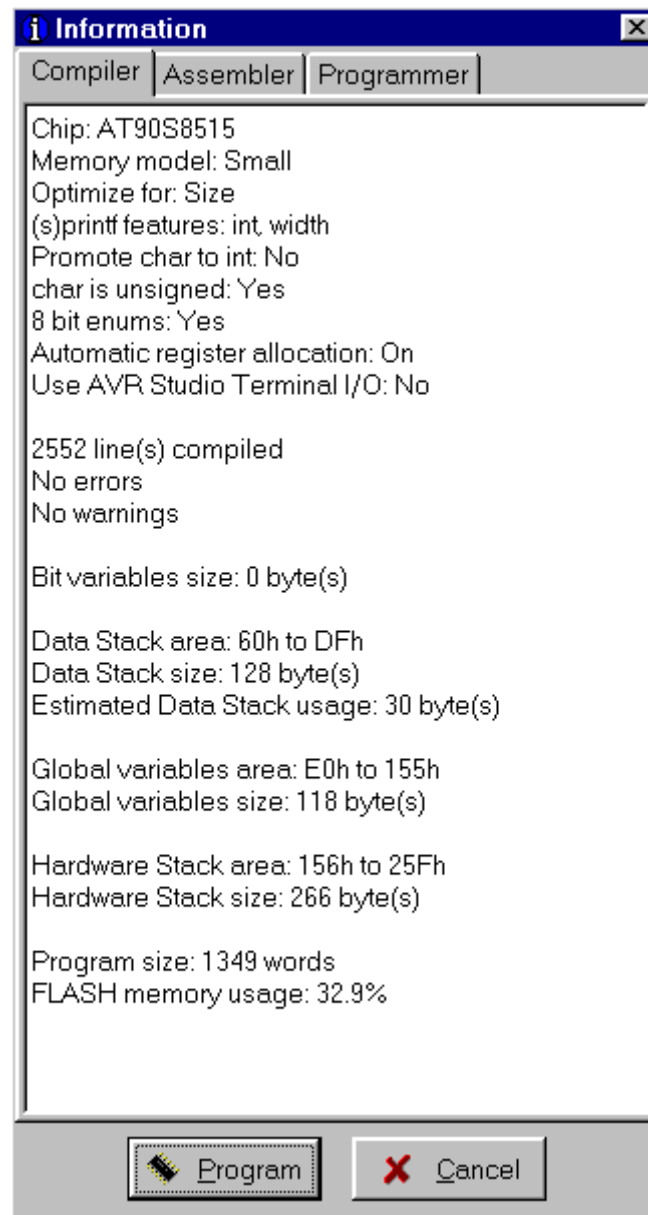 Information
Compiler
Assembler
Programmer
Chip: AT90S8515
Memory model: Small
Optimize for: Size
(s)printf features: int, width
Promote char to int: No
char is unsigned: Yes
8 bit enums: Yes
Automatic register allocation: On
Use AVR Studio Terminal I/O: No
2552 line(s) compiled
No errors
No warnings
Bit variables size: 0 byte(s)
Data Stack area: 60h to DFh
Data Stack size: 128 byte(s)
Estimated Data Stack usage: 30 byte(s)
Global variables area: E0h to 155h
Global variables size: 118 byte(s)
Hardware Stack area: 156h to 25Fh
Hardware Stack size: 266 byte(s)
Program size: 1349 words
FLASH memory usage: 32.9%
Program
Cancel